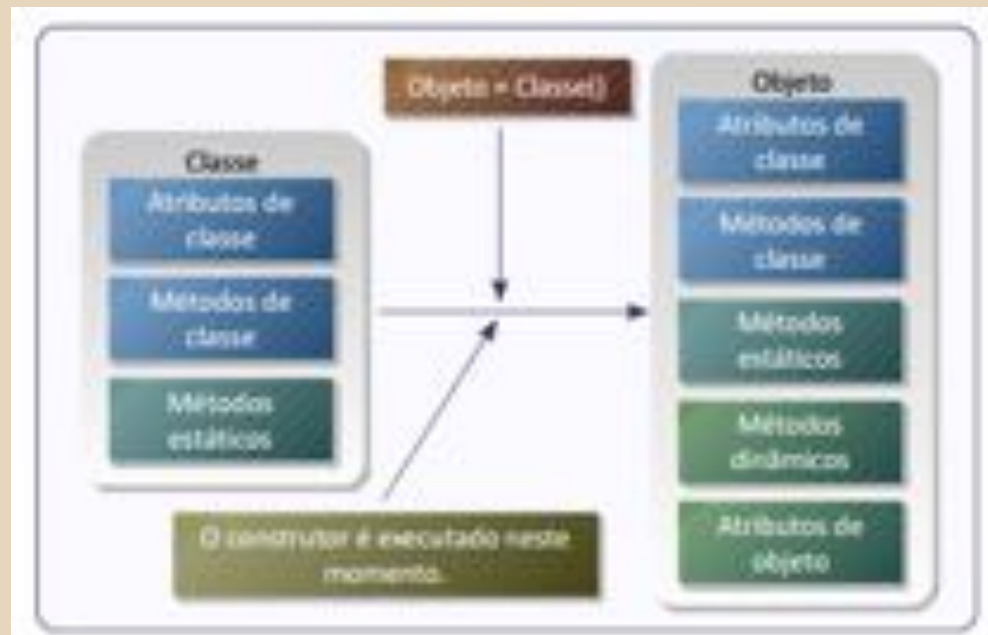 Objeto = Classe()
Classe
Atributos de
classe
Métodos de
classe
Métodos
estáticos
O construtor é executado neste
momento.
Objeto
Atributos de
classe
Métodos de
classe
Métodos
estáticos
Métodos
dinâmicos
Atributos de
objeto